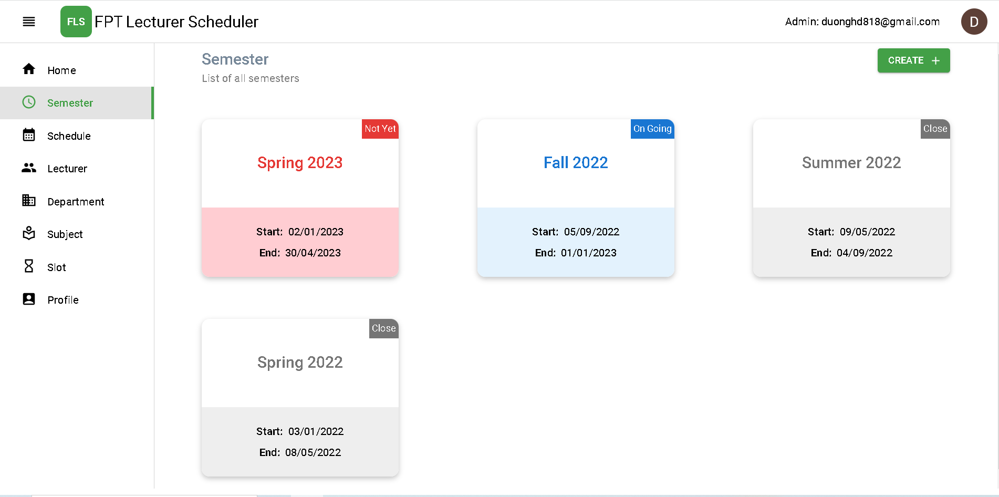 FLS FPT Lecturer Scheduler
Admin: duonghd818@gmail.com
D
Home
Semester
Schedule
Lecturer
Department
Subject
Slot
Profile
Semester
List of all semesters
CREATE +
Not Yet
Spring 2023
Start: 02/01/2023
End: 30/04/2023
On Going
Fall 2022
Start: 05/09/2022
End: 01/01/2023
Close
Summer 2022
Start: 09/05/2022
End: 04/09/2022
Close
Spring 2022
Start: 03/01/2022
End: 08/05/2022